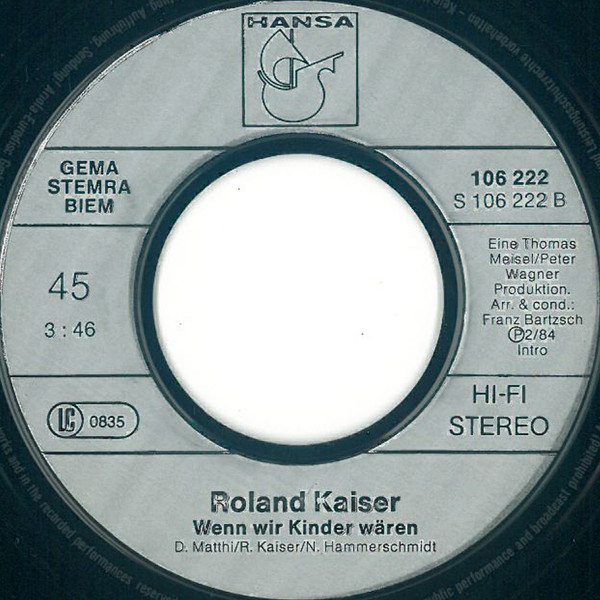 HANSA
GEMA
STEMRA
BIEM
106 222
S 106 222 B
45
3 : 46
Eine Thomas
Meisel/Peter
Wagner
Produktion.
Arr. & cond.:
Franz Bartzsch
Ⓟ2/84
Intro
LC 0835
HI-FI
STEREO
Roland Kaiser
Wenn wir Kinder wären
D. Matthi/R. Kaiser/N. Hammerschmidt